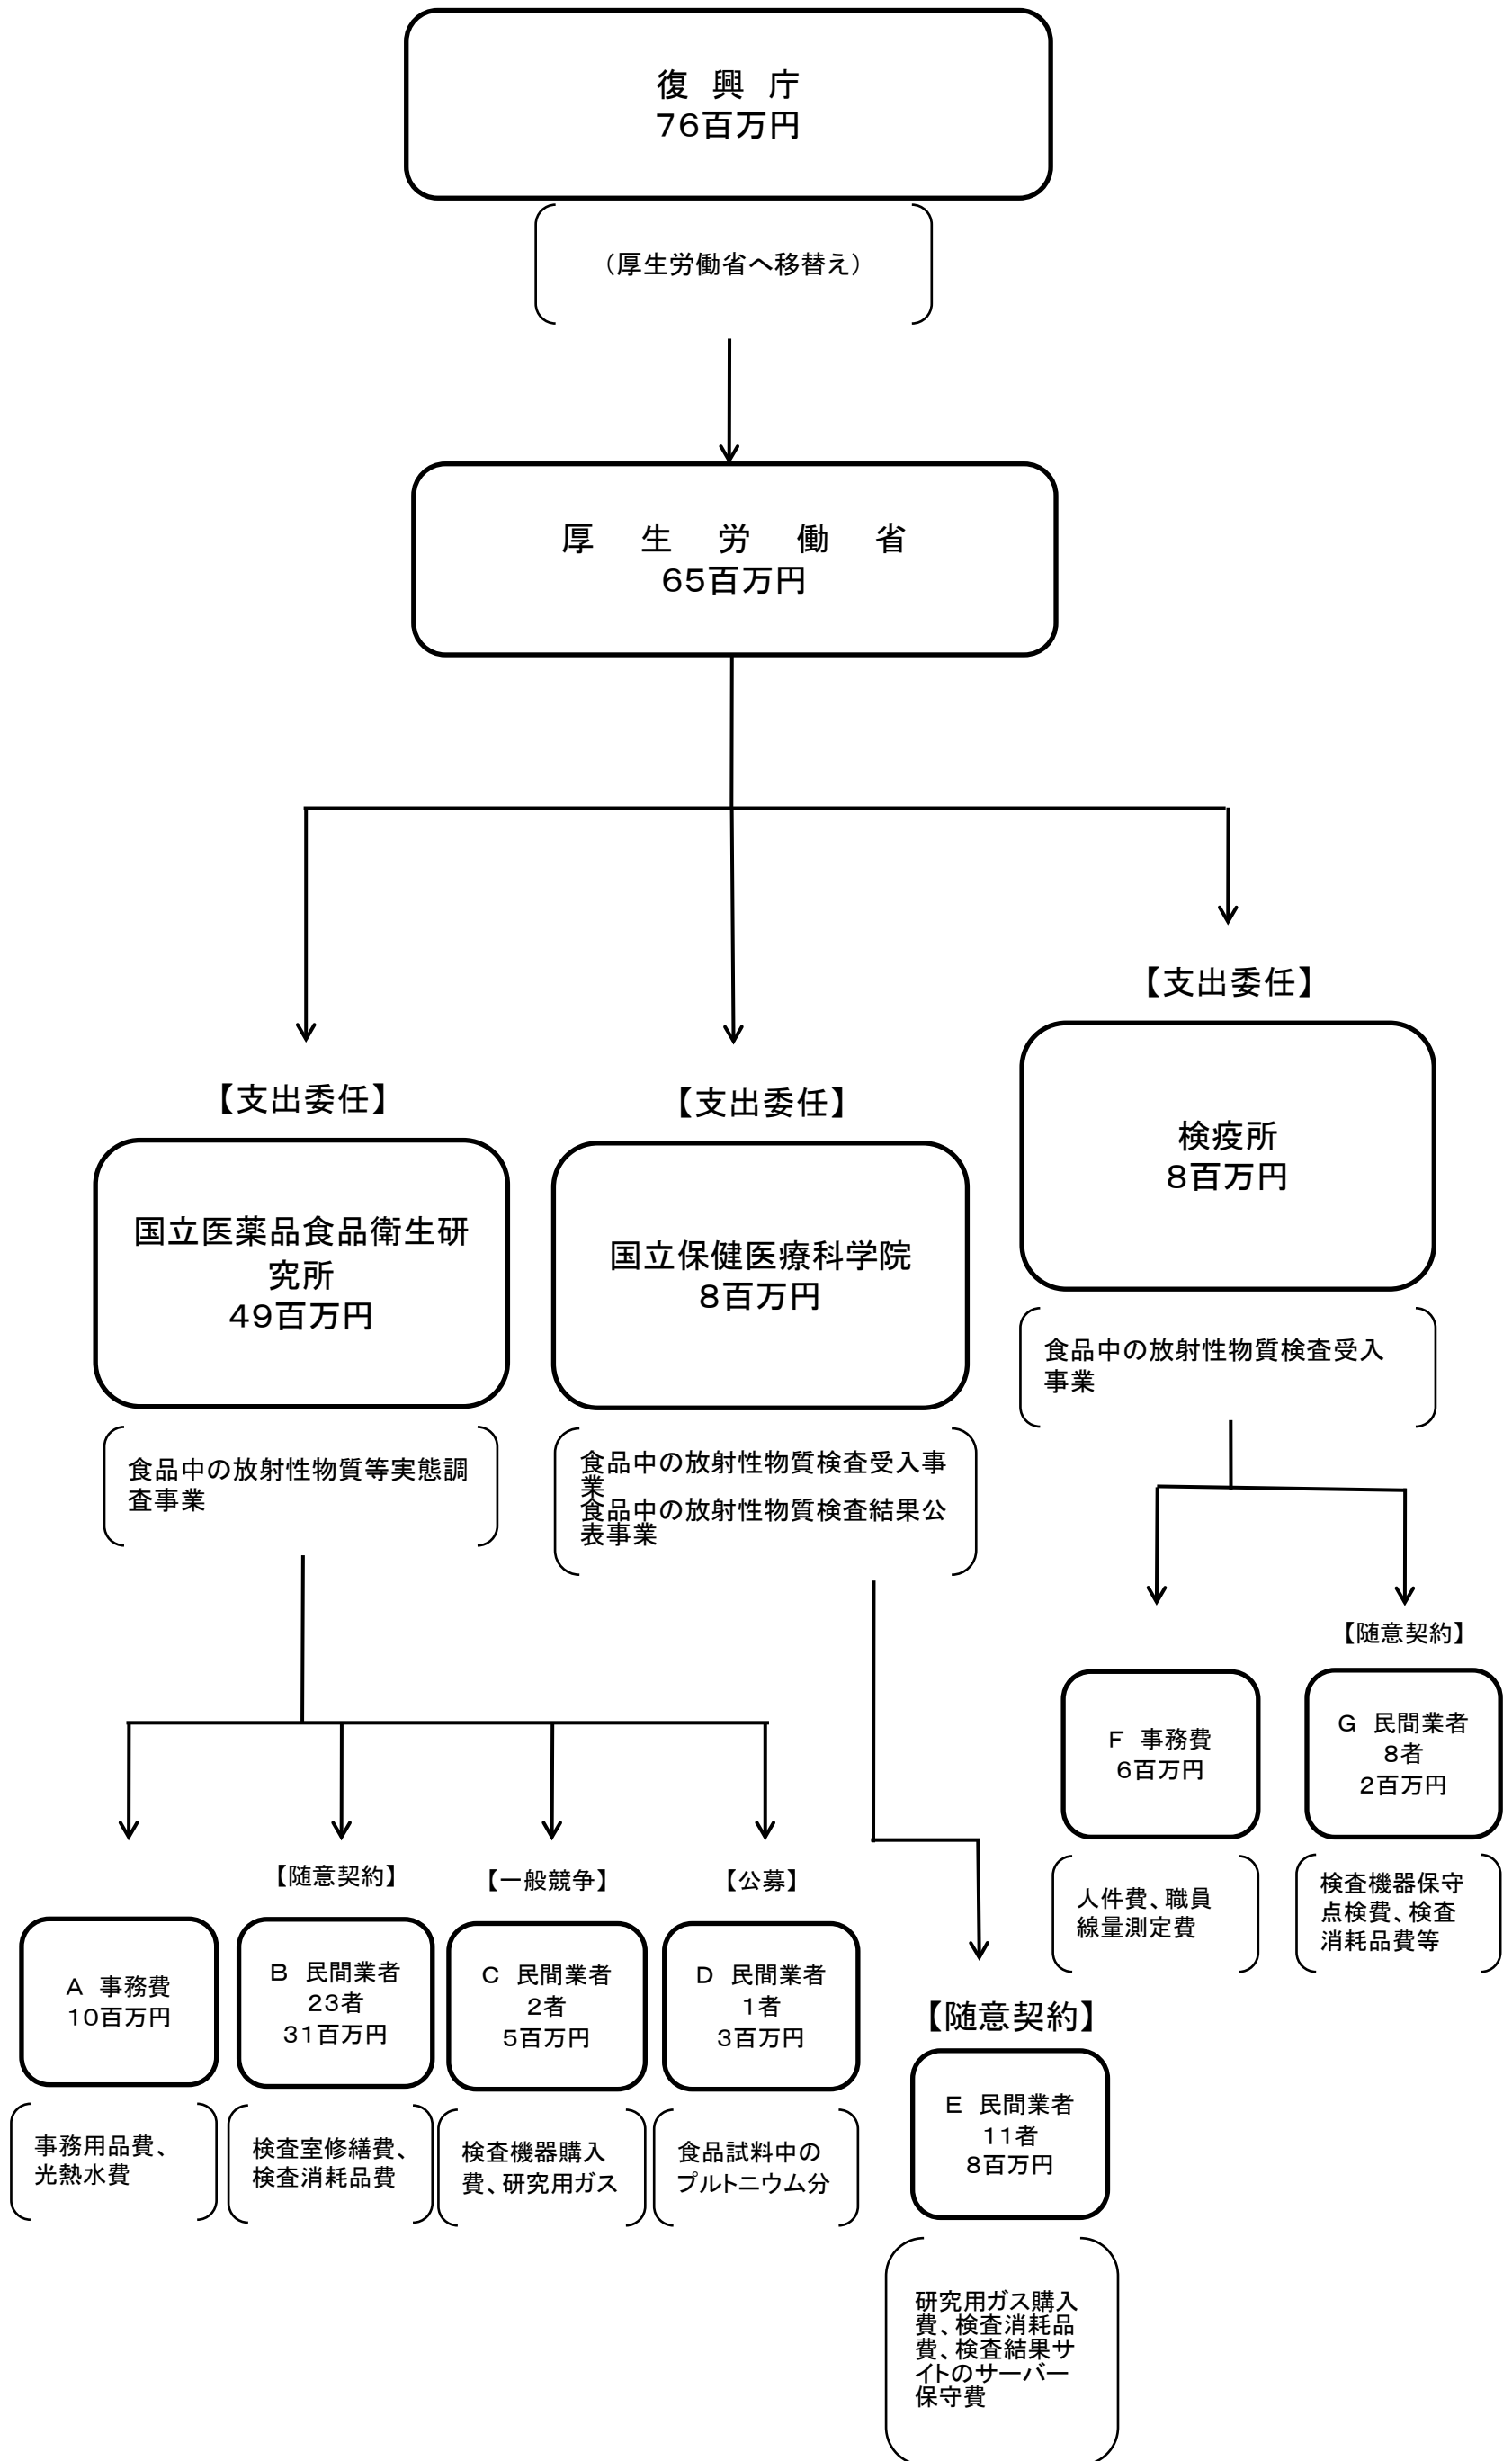 復　興　庁
76百万円
（厚生労働省へ移替え）
厚　生　労　働　省
65百万円
【支出委任】
検疫所
8百万円
食品中の放射性物質検査受入
事業
【支出委任】
国立医薬品食品衛生研
究所
49百万円
食品中の放射性物質等実態調
査事業
【支出委任】
国立保健医療科学院
8百万円
食品中の放射性物質検査受入事
業
食品中の放射性物質検査結果公
表事業
F　事務費
6百万円
人件費、職員
線量測定費
【随意契約】
G　民間業者
8者
2百万円
検査機器保守
点検費、検査
消耗品費等
A　事務費
10百万円
事務用品費、
光熱水費
【随意契約】
B　民間業者
23者
31百万円
検査室修繕費、
検査消耗品費
【一般競争】
C　民間業者
2者
5百万円
検査機器購入
費、研究用ガス
【公募】
D　民間業者
1者
3百万円
食品試料中の
プルトニウム分
【随意契約】
E　民間業者
11者
8百万円
研究用ガス購入
費、検査消耗品
費、検査結果サ
イトのサーバー
保守費